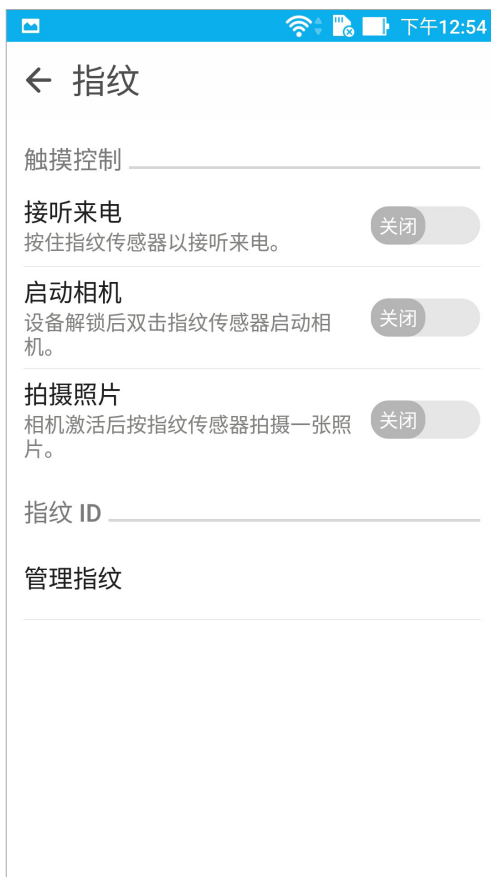 下午12:54
指纹
触摸控制
接听来电
按住指纹传感器以接听来电。
关闭
启动相机
设备解锁后双击指纹传感器启动相
机。
关闭
拍摄照片
相机激活后按指纹传感器拍摄一张照
片。
关闭
指纹 ID
管理指纹